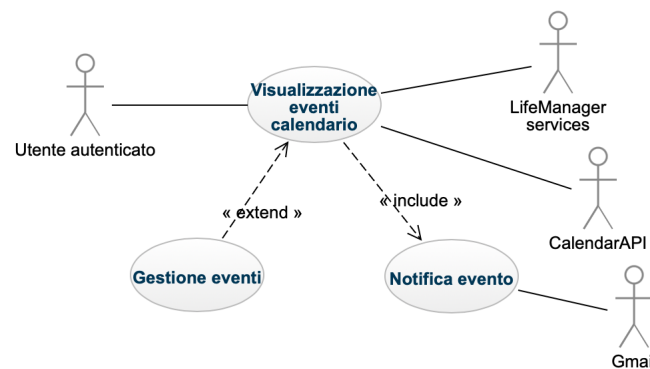 Visualizzazione
eventi
calendario
LifeManager
services
Utente autenticato
« extend »
« include »
CalendarAPI
Gestione eventi
Notifica evento